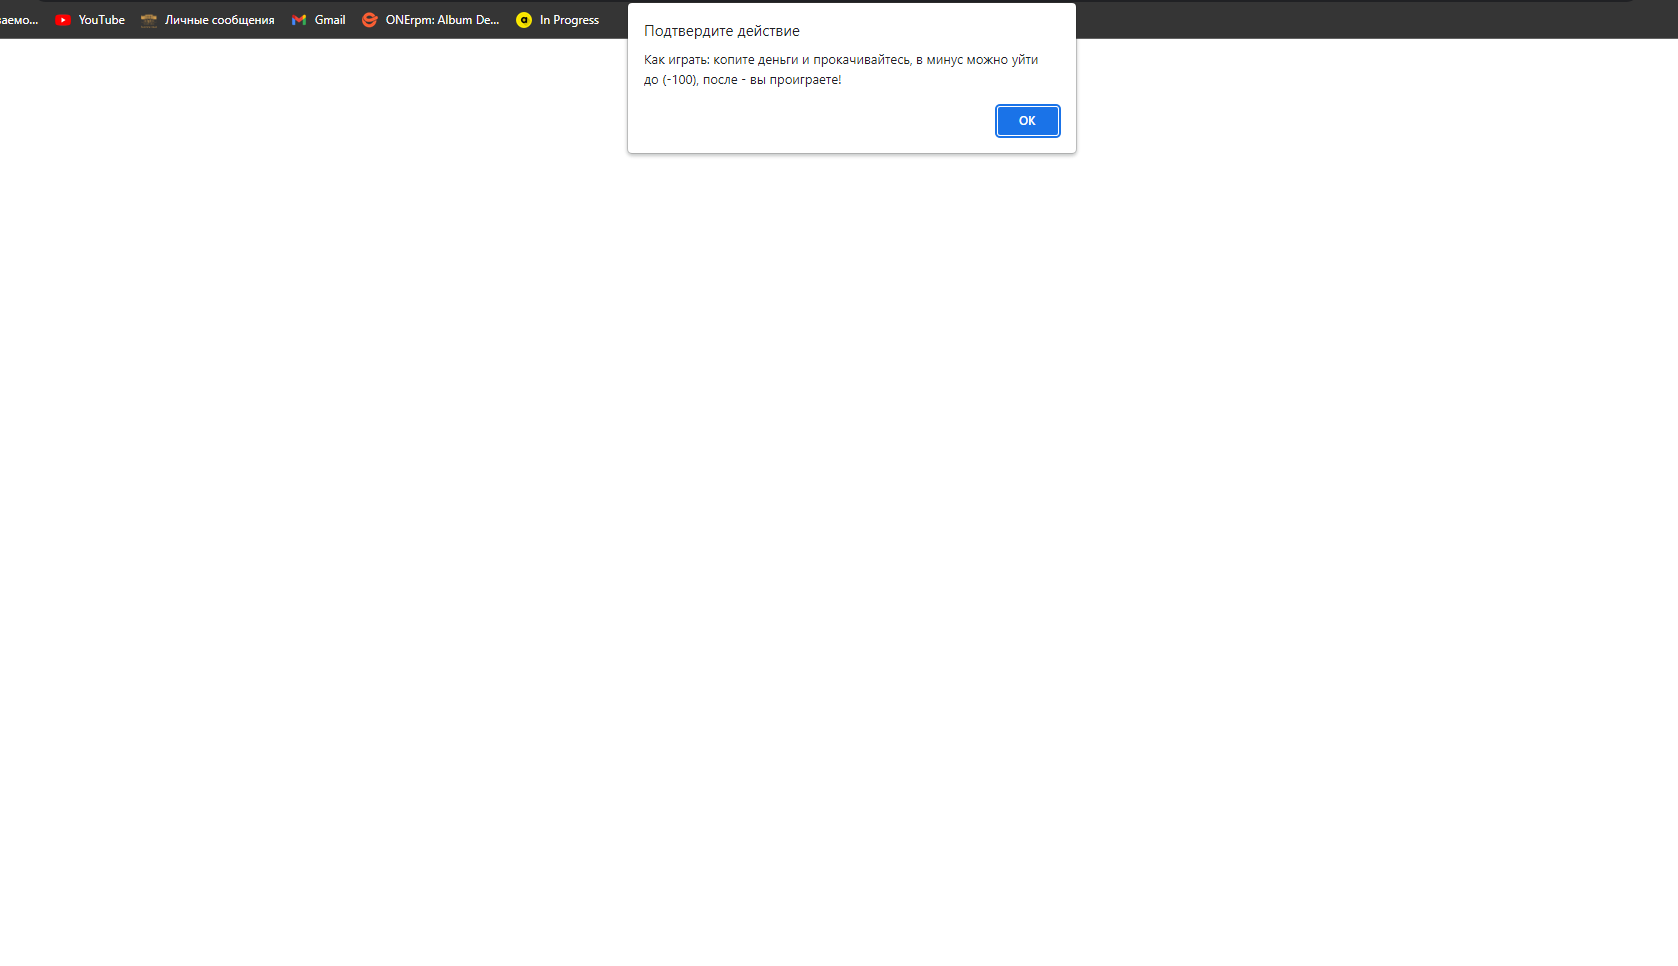 ваемо... YouTube Личные сообщения Gmail ONErpm: Album De... In Progress
Подтвердите действие
Как играть: копите деньги и прокачивайтесь, в минус можно уйти
до (-100), после - вы проиграете!
ОК